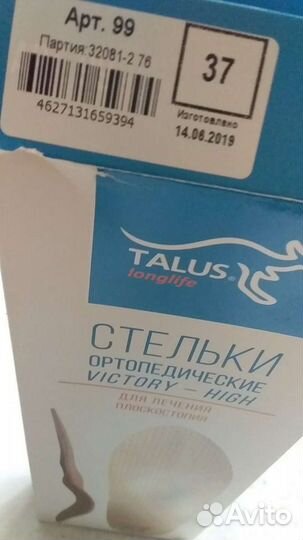 Арт. 99
Партия:32081-2 76
4627131659394
37
Изготовлено
14.06.2019
TALUS®
longlife
СТЕЛЬКИ
ОРТОПЕДИЧЕСКИЕ
VICTORY - HIGH
ДЛЯ ЛЕЧЕНИЯ
ПЛОСКОСТОПИЯ
Avito